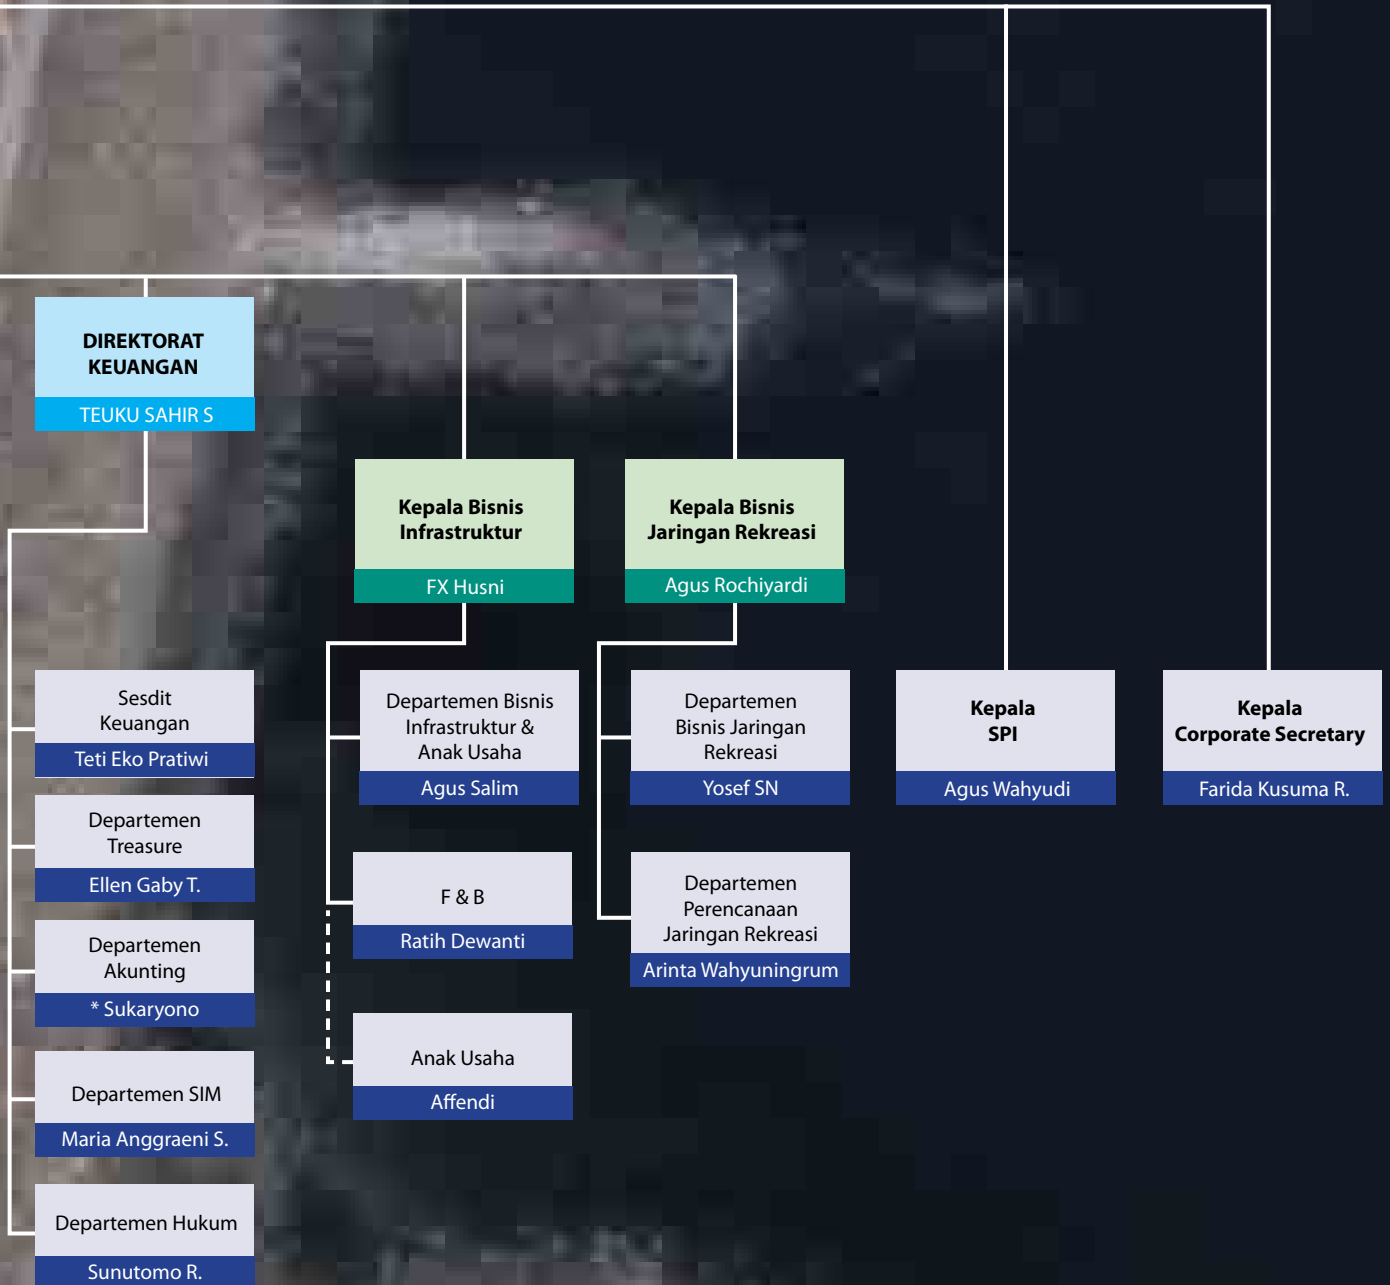 DIREKTORAT
KEUANGAN
TEUKU SAHIR S
Kepala Bisnis
Infrastruktur
FX Husni
Kepala Bisnis
Jaringan Rekreasi
Agus Rochiyardi
Sesdit
Keuangan
Teti Eko Pratiwi
Departemen
Treasure
Ellen Gaby T.
Departemen
Akunting
* Sukaryono
Departemen SIM
Maria Anggraeni S.
Departemen Hukum
Sunutomo R.
Departemen Bisnis
Infrastruktur &
Anak Usaha
Agus Salim
F & B
Ratih Dewanti
Anak Usaha
Affendi
Departemen
Bisnis Jaringan
Rekreasi
Yosef SN
Departemen
Perencanaan
Jaringan Rekreasi
Arinta Wahyuningrum
Kepala
SPI
Agus Wahyudi
Kepala
Corporate Secretary
Farida Kusuma R.